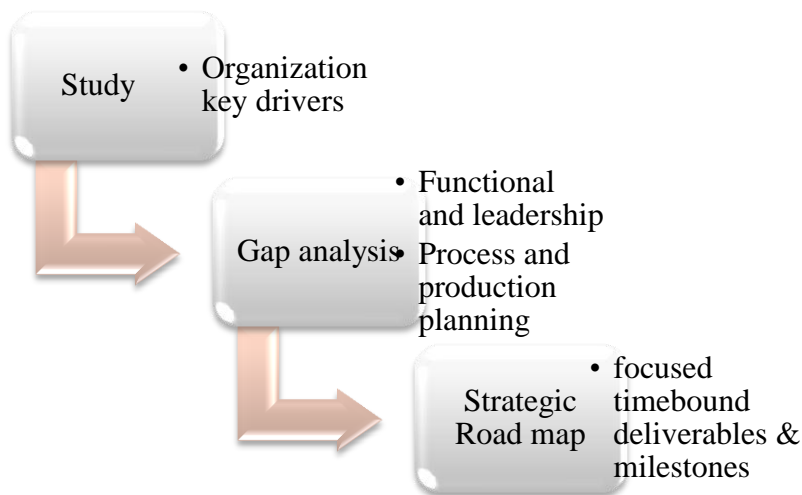 Study
• Organization
key drivers
Gap analysis
• Functional
and leadership
• Process and
production
planning
Strategic
Road map
• focused
timebound
deliverables &
milestones